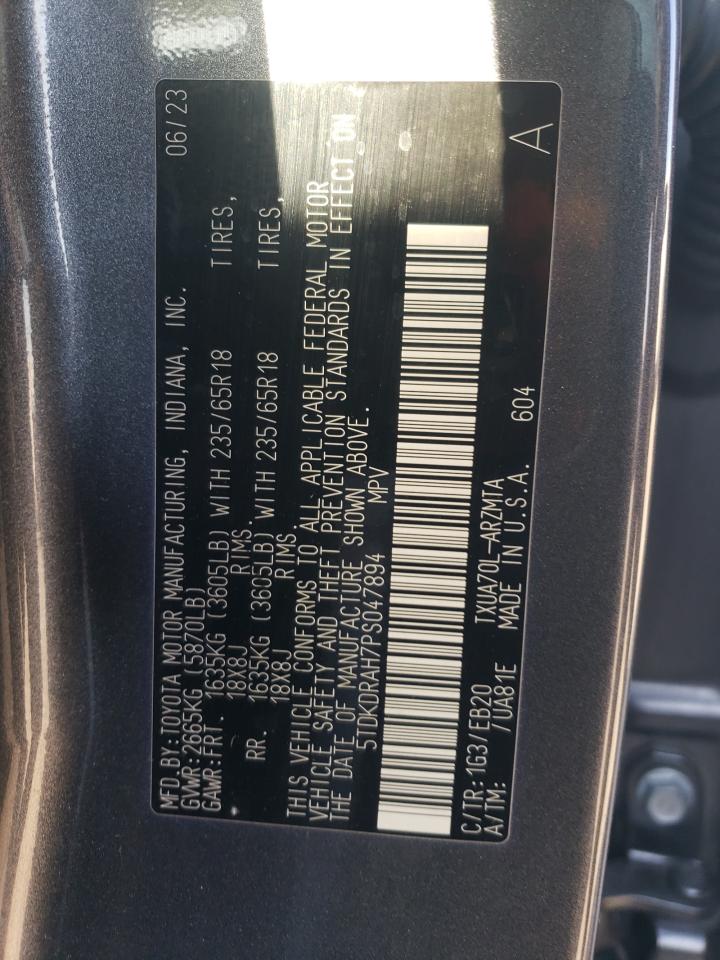 MFD.BY:TOYOTA MOTOR MANUFACTURING, INDIANA, INC. 06/23
GVWR:2665KG (5870LB)
GAWR:FRT. 1635KG (3605LB) WITH 235/65R18 TIRES,
18X8J RIMS.
RR. 1635KG (3605LB) WITH 235/65R18 TIRES,
18X8J RIMS.
THIS VEHICLE CONFORMS TO ALL APPLICABLE FEDERAL MOTOR
VEHICLE SAFETY AND THEFT PREVENTION STANDARDS IN EFFECT ON
THE DATE OF MANUFACTURE SHOWN ABOVE.
5TDKDRAH7PS047894 MPV
C/TR:1G3/EB20 TXUA70L-ARZMTA A
A/TM: 7UA81E MADE IN U.S.A. 604